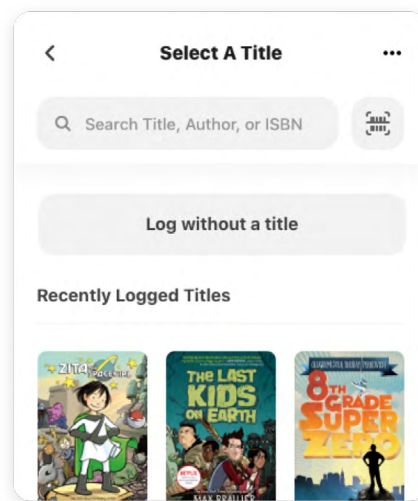 Select A Title
Search Title, Author, or ISBN
Log without a title
Recently Logged Titles
ZITA
THE
SPACEGIRL
THE LAST
KIDS
ON EARTH
NETFLIX
MAX BRALLIER
8TH
GRADE
SUPER
ZERO